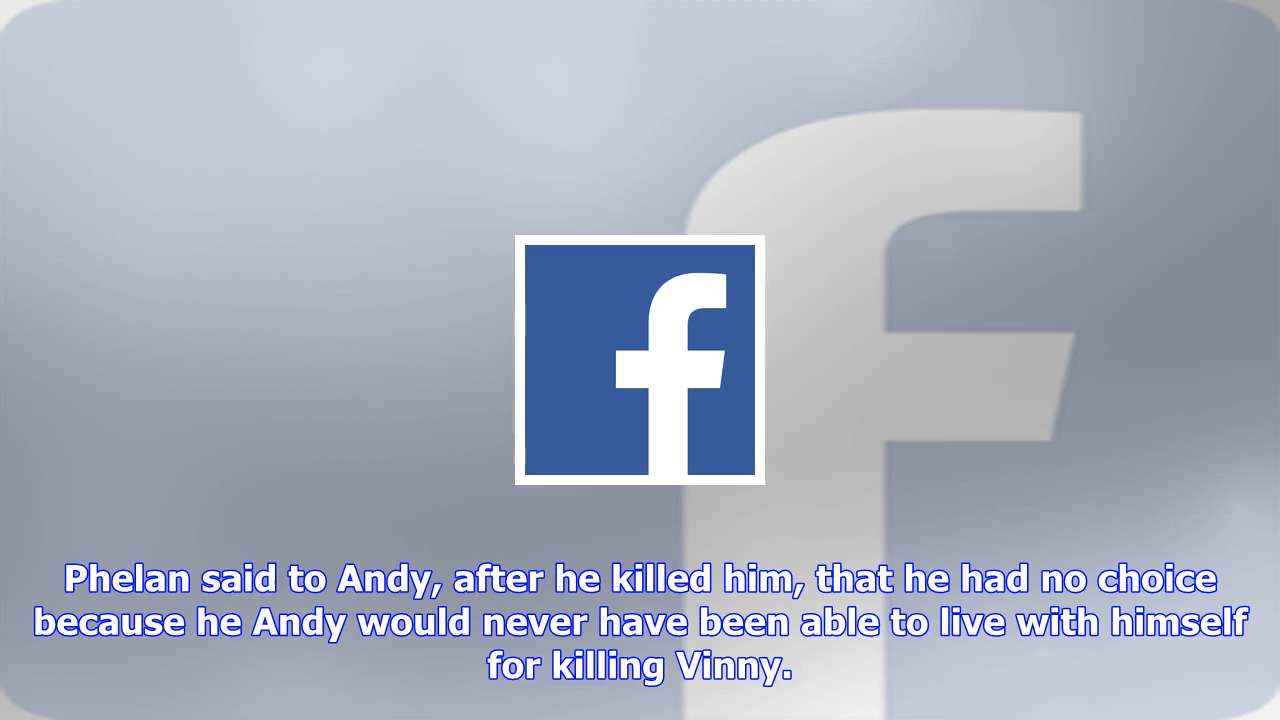 Phelan said to Andy, after he killed him, that he had no choice
because he Andy would never have been able to live with himself
for killing Vinny.